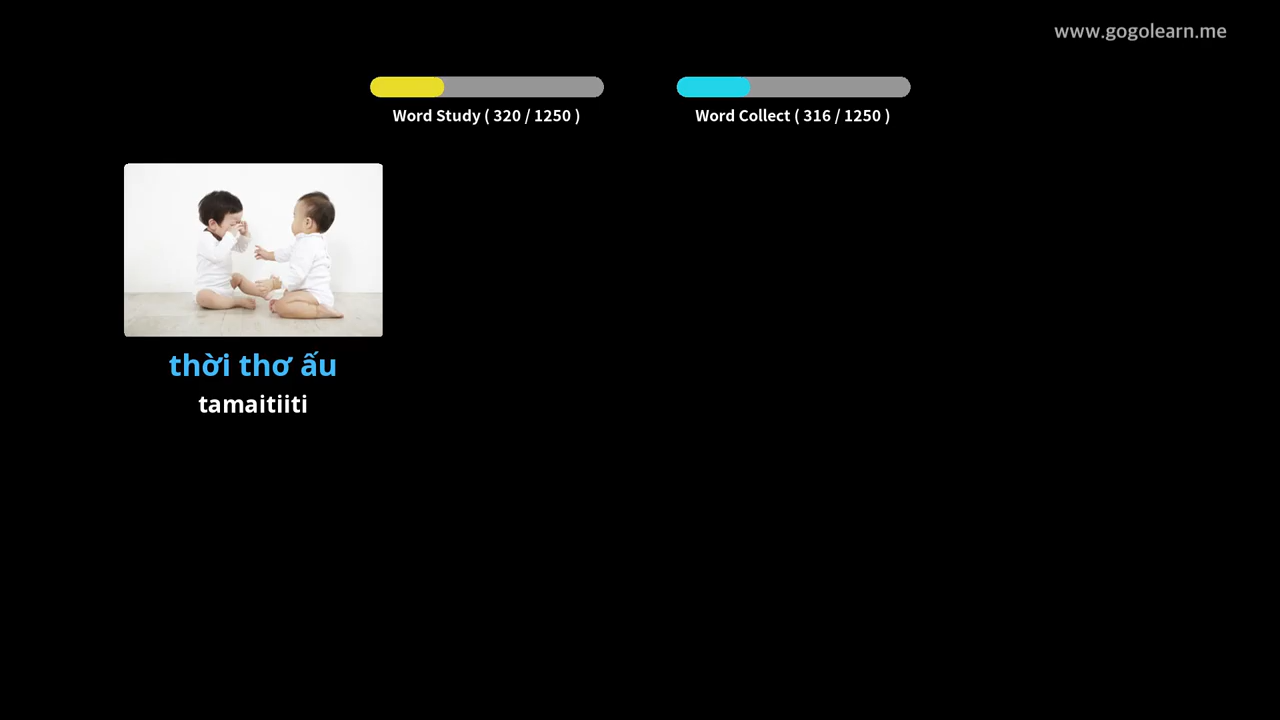 www.gogolearn.me
Word Study ( 320 / 1250 )
Word Collect ( 316 / 1250 )
thời thơ ấu
tamaitiiti